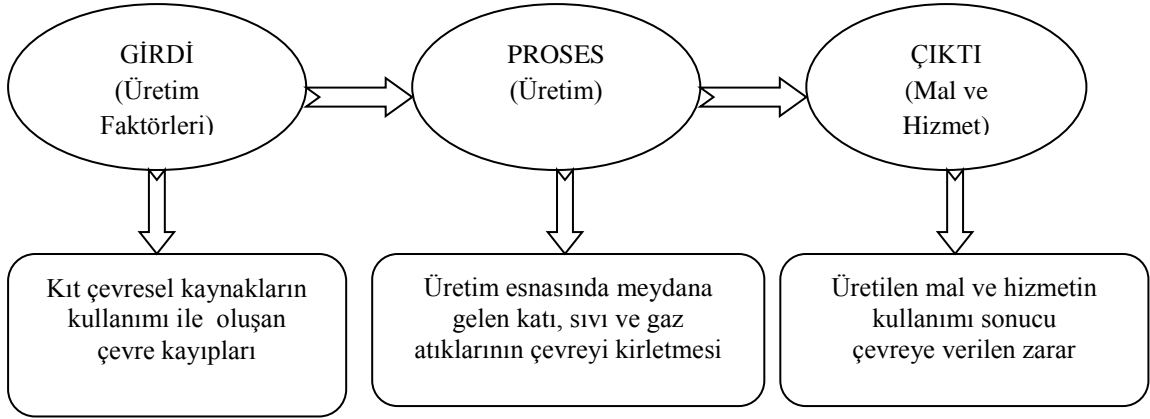 GİRDİ
(Üretim
Faktörleri)
PROSES
(Üretim)
ÇIKTI
(Mal ve
Hizmet)
Kıt çevresel kaynakların
kullanımı ile oluşan
çevre kayıpları
Üretim esnasında meydana
gelen katı, sıvı ve gaz
atıklarının çevreyi kirletmesi
Üretilen mal ve hizmetin
kullanımı sonucu
çevreye verilen zarar